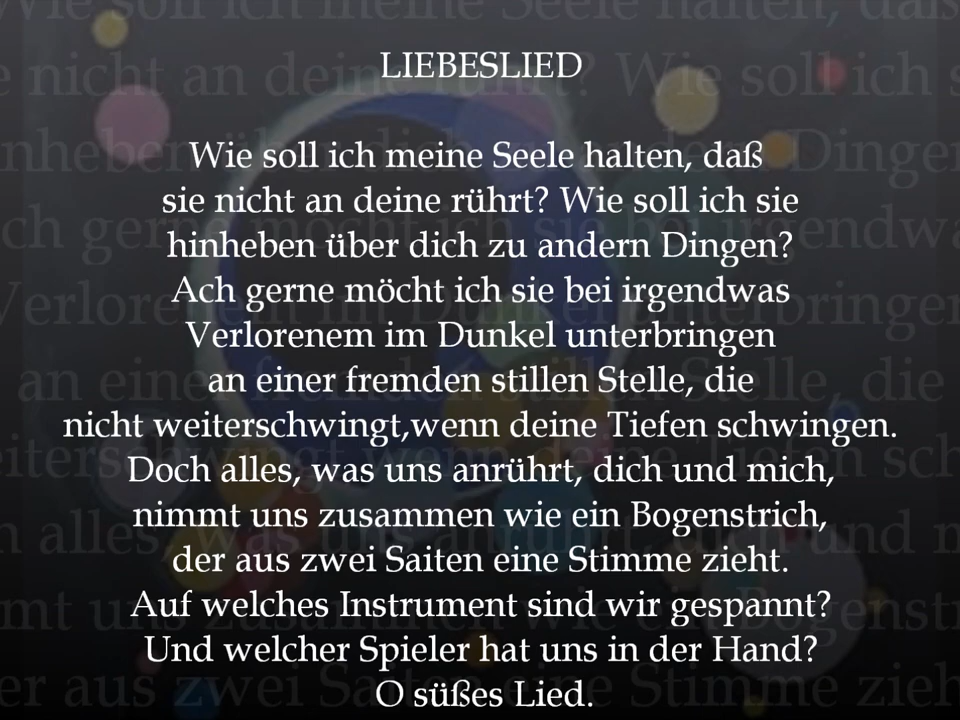 LIEBESLIED
Wie soll ich meine Seele halten, daß
sie nicht an deine rührt? Wie soll ich sie
hinheben über dich zu andern Dingen?
Ach gerne möcht ich sie bei irgendwas
Verlorenem im Dunkel unterbringen
an einer fremden stillen Stelle, die
nicht weiterschwingt,wenn deine Tiefen schwingen.
Doch alles, was uns anrührt, dich und mich,
nimmt uns zusammen wie ein Bogenstrich,
der aus zwei Saiten eine Stimme zieht.
Auf welches Instrument sind wir gespannt?
Und welcher Spieler hat uns in der Hand?
O süßes Lied.